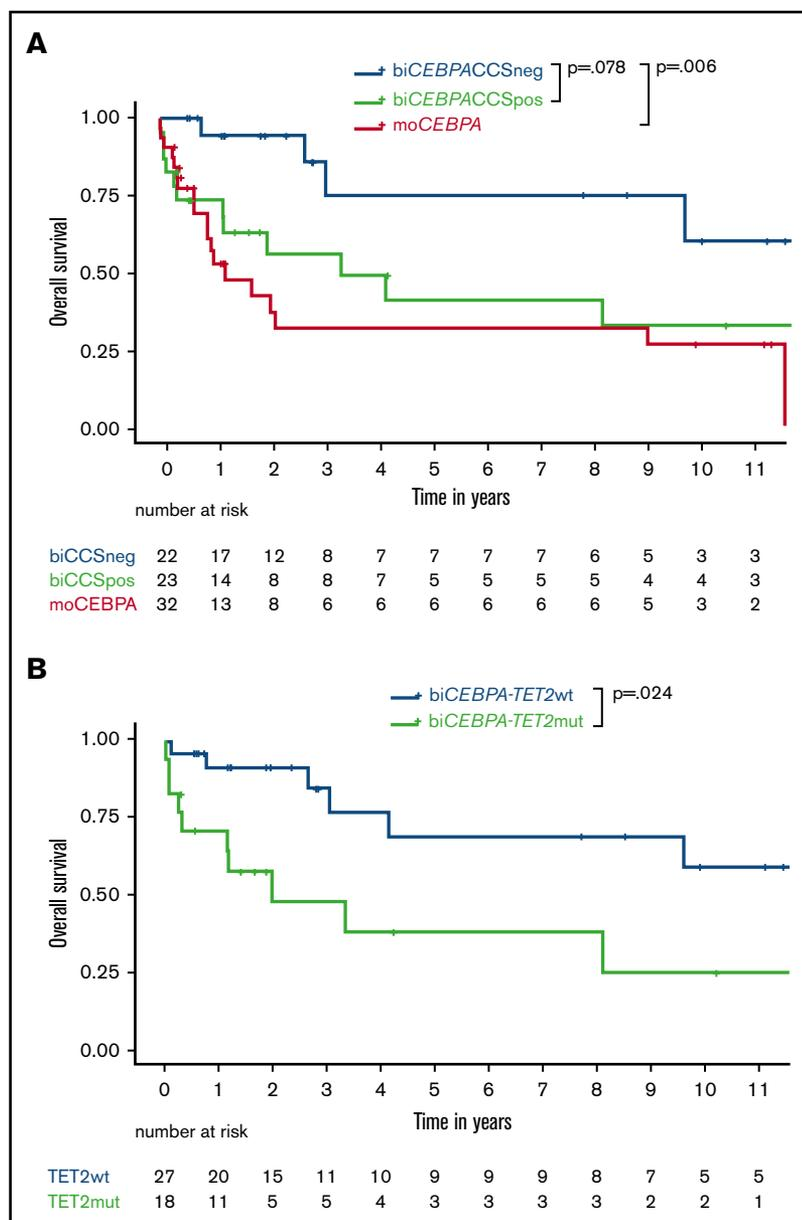 A
biCEBPACCSneg p=.078 p=.006
biCEBPACCSpos
moCEBPA
1.00
0.75
0.50
0.25
0.00
Overall survival
0 1 2 3 4 5 6 7 8 9 10 11
Time in years
number at risk
biCCSneg 22 17 12 8 7 7 7 7 6 5 3 3
biCCSpos 23 14 8 8 7 5 5 5 5 4 4 3
moCEBPA 32 13 8 6 6 6 6 6 6 5 3 2
B
biCEBPA-TET2wt p=.024
biCEBPA-TET2mut
1.00
0.75
0.50
0.25
0.00
Overall survival
0 1 2 3 4 5 6 7 8 9 10 11
Time in years
number at risk
TET2wt 27 20 15 11 10 9 9 9 8 7 5 5
TET2mut 18 11 5 5 4 3 3 3 3 2 2 1